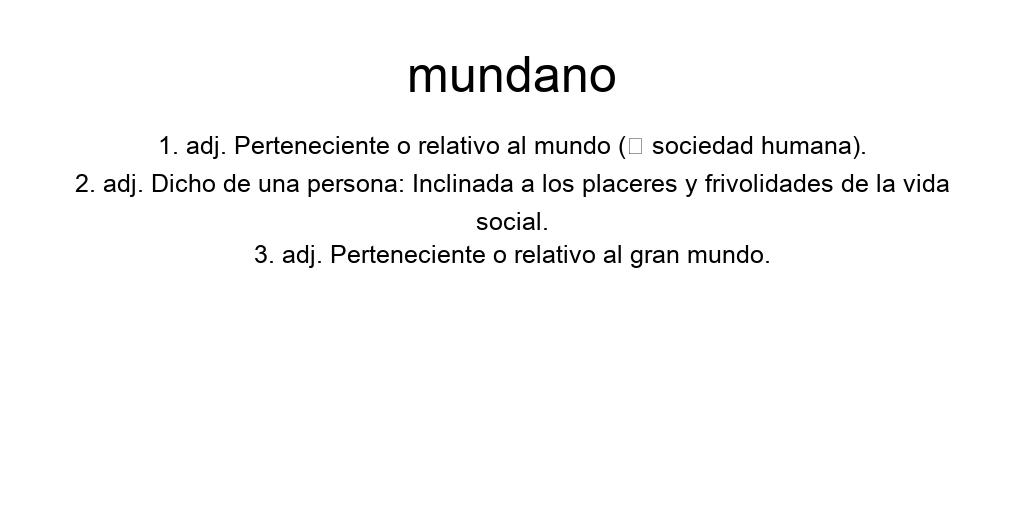 mundano
1. adj. Perteneciente o relativo al mundo (□ sociedad humana).
2. adj. Dicho de una persona: Inclinada a los placeres y frivolidades de la vida
social.
3. adj. Perteneciente o relativo al gran mundo.